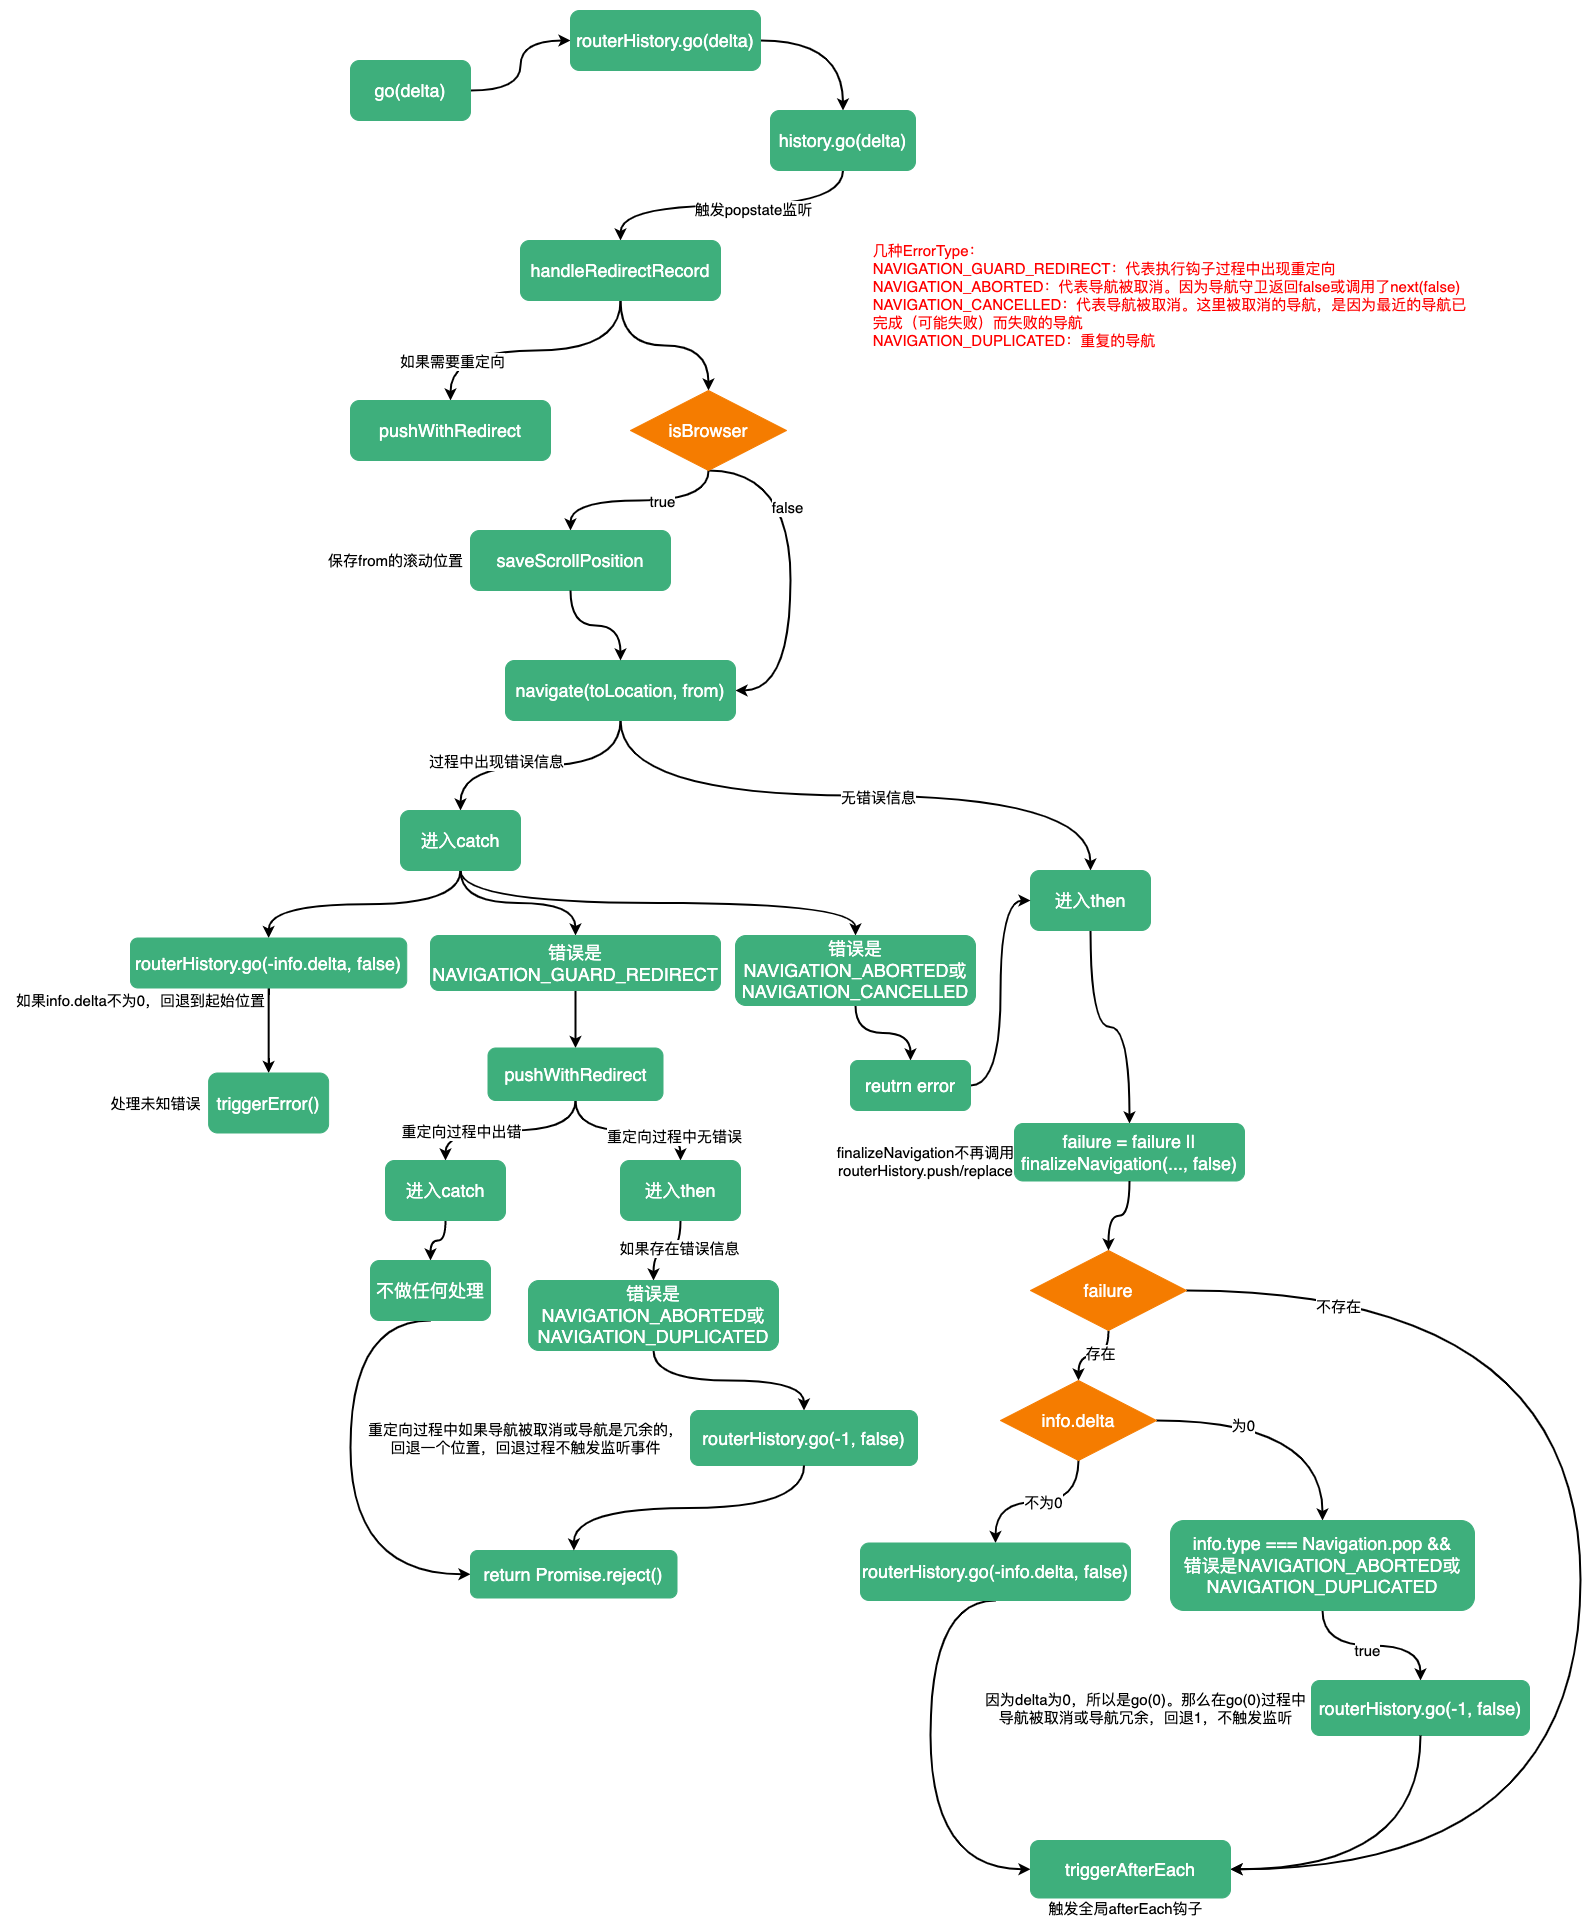 routerHistory.go(delta)
go(delta)
history.go(delta)
触发popstate监听
handleRedirectRecord
几种ErrorType：
NAVIGATION_GUARD_REDIRECT：代表执行钩子过程中出现重定向
NAVIGATION_ABORTED：代表导航被取消。因为导航守卫返回false或调用了next(false)
NAVIGATION_CANCELLED：代表导航被取消。这里被取消的导航，是因为最近的导航已
完成（可能失败）而失败的导航
NAVIGATION_DUPLICATED：重复的导航
如果需要重定向
pushWithRedirect
isBrowser
true
false
保存from的滚动位置
saveScrollPosition
navigate(toLocation, from)
过程中出现错误信息
无错误信息
进入catch
进入then
routerHistory.go(-info.delta, false)
如果info.delta不为0，回退到起始位置
错误是
NAVIGATION_GUARD_REDIRECT
错误是
NAVIGATION_ABORTED或
NAVIGATION_CANCELLED
pushWithRedirect
reutrn error
处理未知错误
triggerError()
重定向过程中出错
重定向过程中无错误
finalizeNavigation不再调用
routerHistory.push/replace
failure = failure ||
finalizeNavigation(..., false)
进入catch
进入then
如果存在错误信息
不做任何处理
错误是
NAVIGATION_ABORTED或
NAVIGATION_DUPLICATED
failure
不存在
存在
重定向过程中如果导航被取消或导航是冗余的，
回退一个位置，回退过程不触发监听事件
routerHistory.go(-1, false)
info.delta
为0
不为0
return Promise.reject()
routerHistory.go(-info.delta, false)
info.type === Navigation.pop &&
错误是NAVIGATION_ABORTED或
NAVIGATION_DUPLICATED
true
因为delta为0，所以是go(0)。那么在go(0)过程中
导航被取消或导航冗余，回退1，不触发监听
routerHistory.go(-1, false)
triggerAfterEach
触发全局afterEach钩子